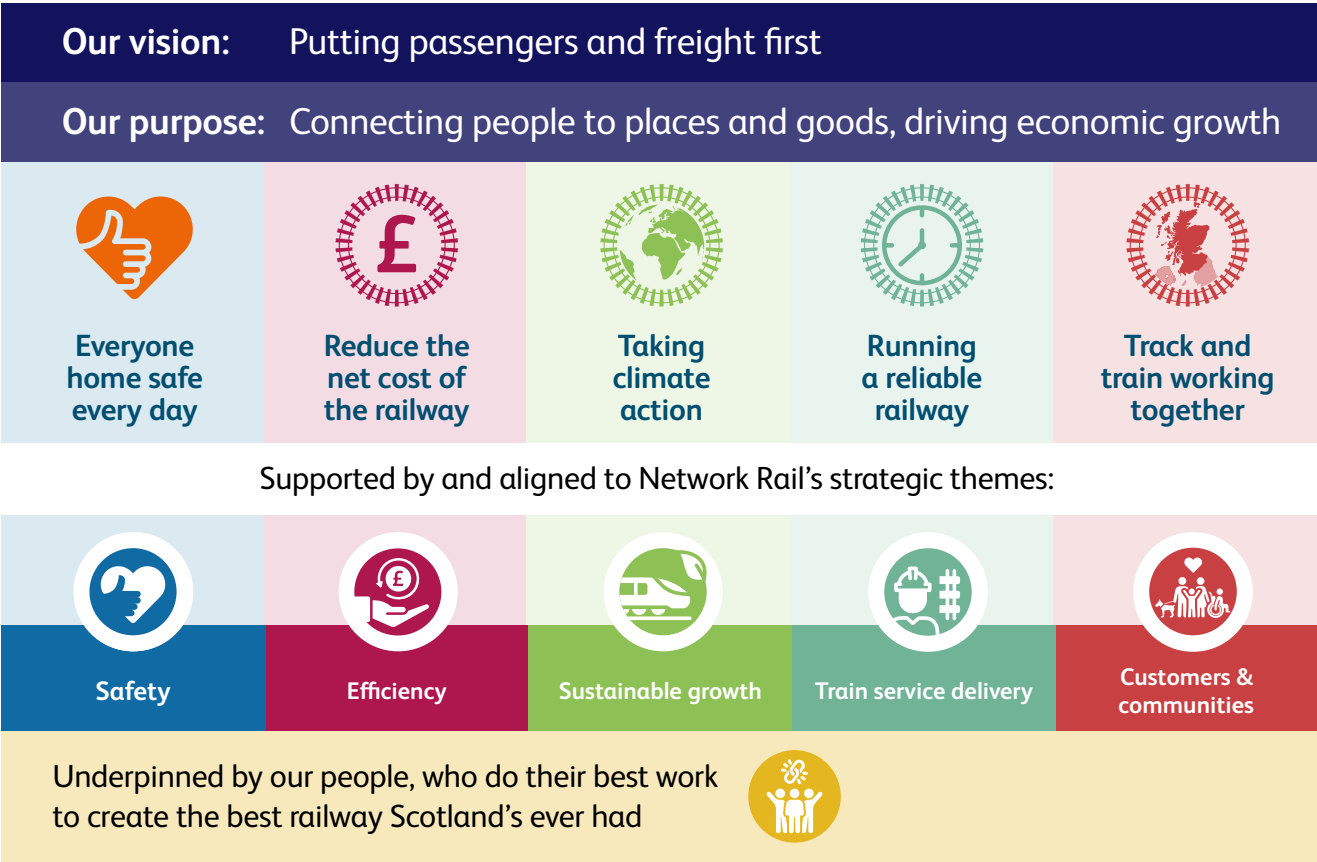 Our vision: Putting passengers and freight first
Our purpose: Connecting people to places and goods, driving economic growth
£
Everyone
home safe
every day
Reduce the
net cost of
the railway
Taking
climate
action
Running
a reliable
railway
Track and
train working
together
Supported by and aligned to Network Rail’s strategic themes:
£
Safety
Efficiency
Sustainable growth
Train service delivery
Customers &
communities
Underpinned by our people, who do their best work
to create the best railway Scotland’s ever had